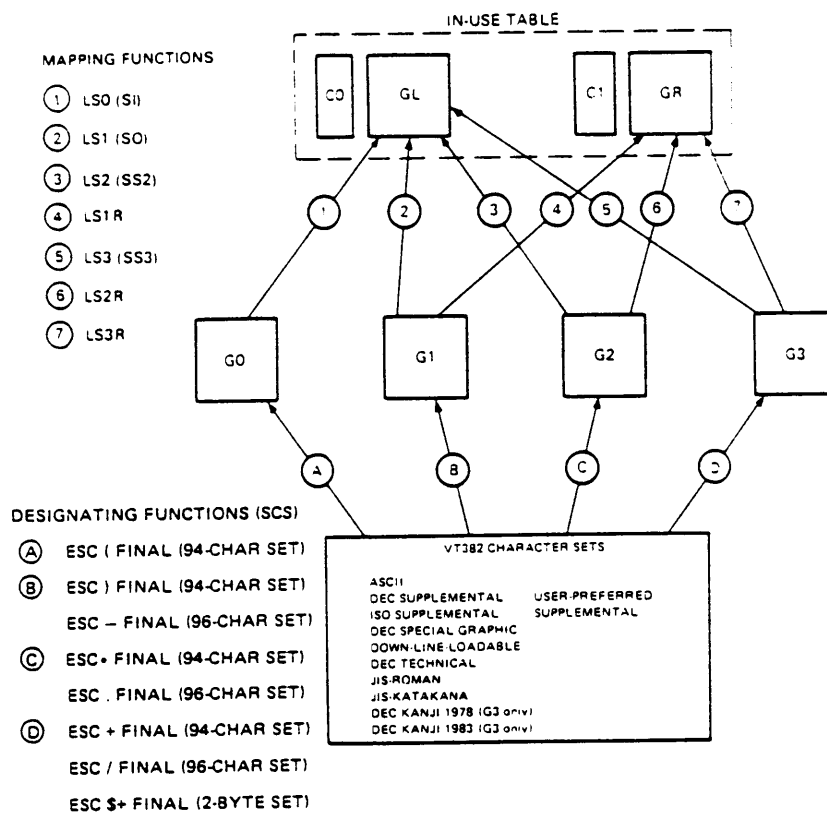 IN-USE TABLE
MAPPING FUNCTIONS
1 LS0 (SI)
2 LS1 (SO)
3 LS2 (SS2)
4 LS1R
5 LS3 (SS3)
6 LS2R
7 LS3R
C0 GL C1 GR
1 2 3 4 5 6 7
G0 G1 G2 G3
A B C D
DESIGNATING FUNCTIONS (SCS)
A ESC ( FINAL (94-CHAR SET)
B ESC ) FINAL (94-CHAR SET)
ESC – FINAL (96-CHAR SET)
C ESC• FINAL (94-CHAR SET)
ESC . FINAL (96-CHAR SET)
D ESC + FINAL (94-CHAR SET)
ESC / FINAL (96-CHAR SET)
ESC $+ FINAL (2-BYTE SET)
VT382 CHARACTER SETS
ASCII
DEC SUPPLEMENTAL USER-PREFERRED
ISO SUPPLEMENTAL SUPPLEMENTAL
DEC SPECIAL GRAPHIC
DOWN-LINE-LOADABLE
DEC TECHNICAL
JIS-ROMAN
JIS-KATAKANA
DEC KANJI 1978 (G3 only)
DEC KANJI 1983 (G3 only)